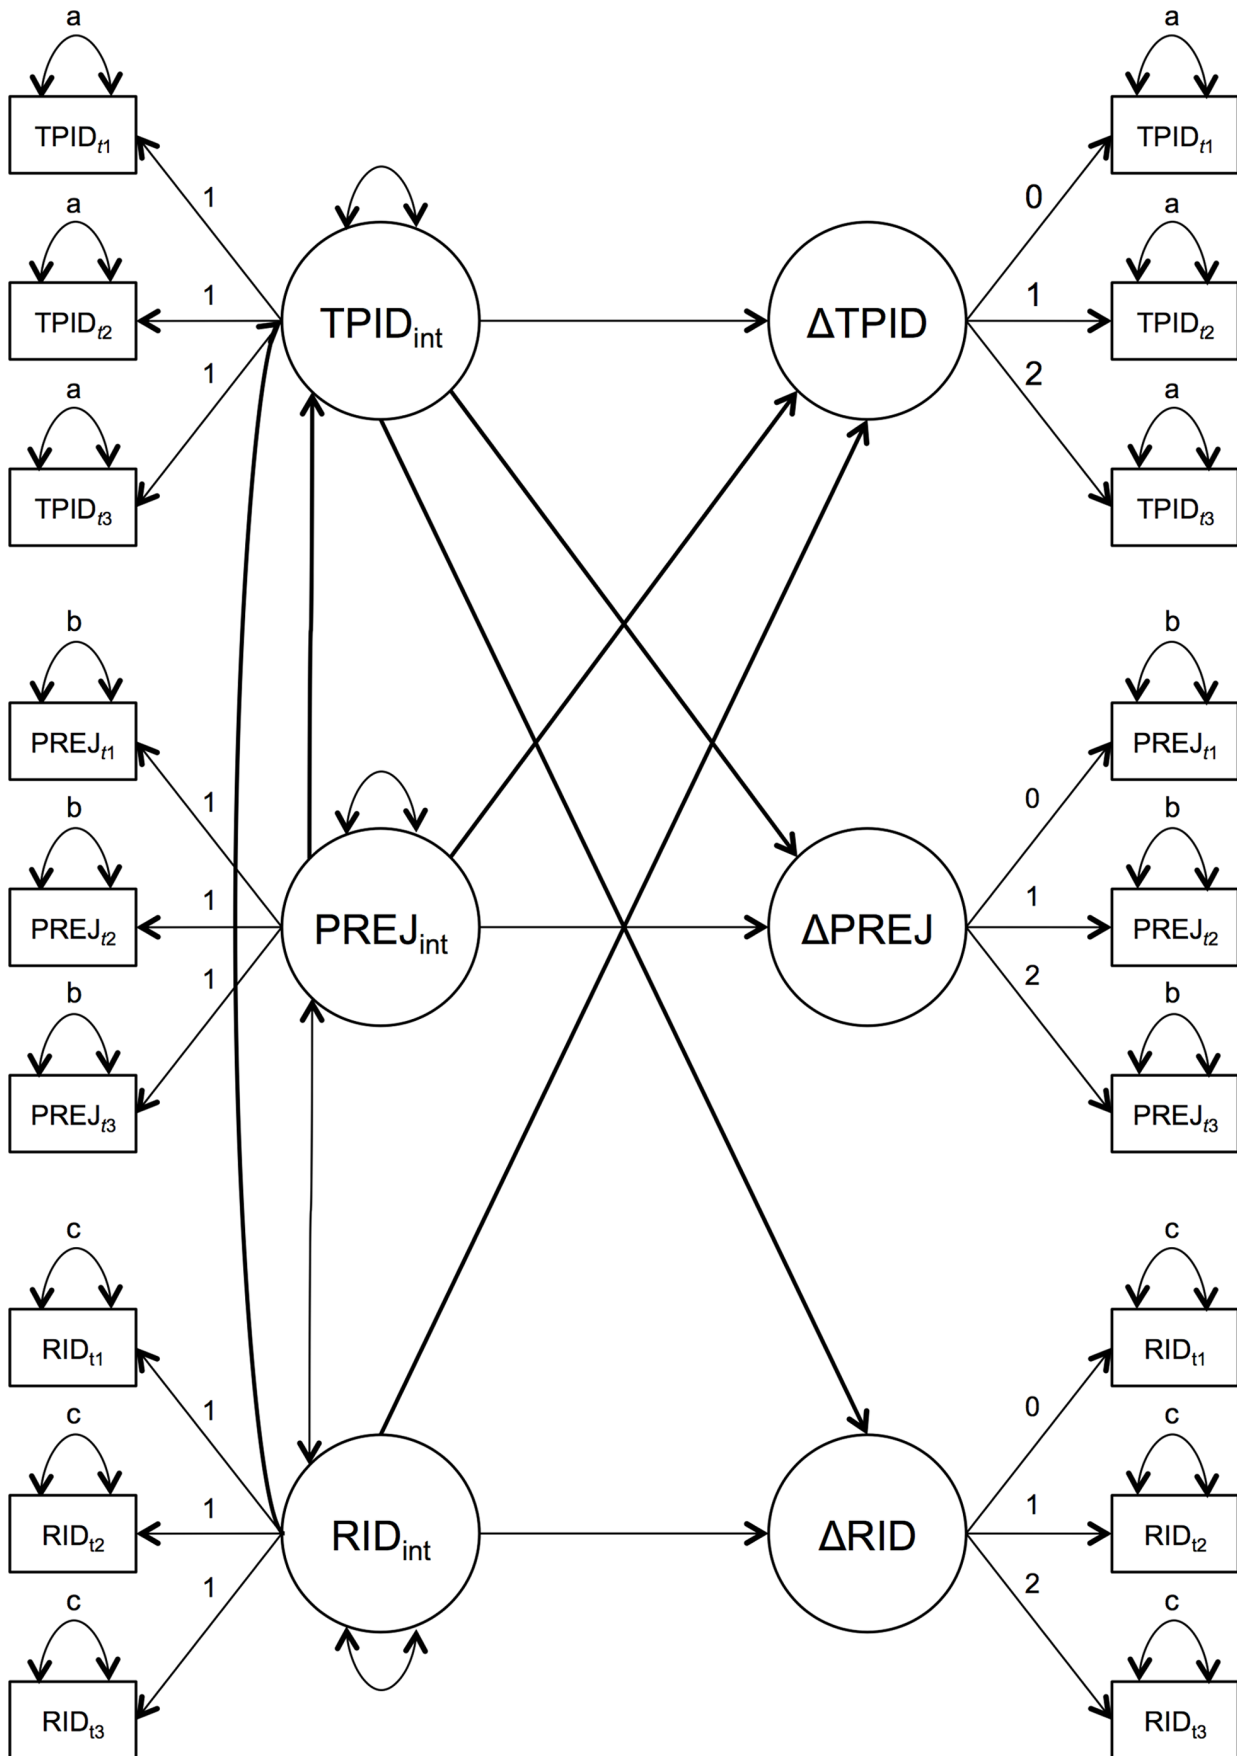 a
TPIDt1
a
TPIDt2
a
TPIDt3
1
1
1
TPIDint
ΔTPID
0
1
2
a
TPIDt1
a
TPIDt2
a
TPIDt3
b
PREJt1
b
PREJt2
b
PREJt3
1
1
1
PREJint
ΔPREJ
0
1
2
b
PREJt1
b
PREJt2
b
PREJt3
c
RIDt1
c
RIDt2
c
RIDt3
1
1
1
RIDint
ΔRID
0
1
2
c
RIDt1
c
RIDt2
c
RIDt3